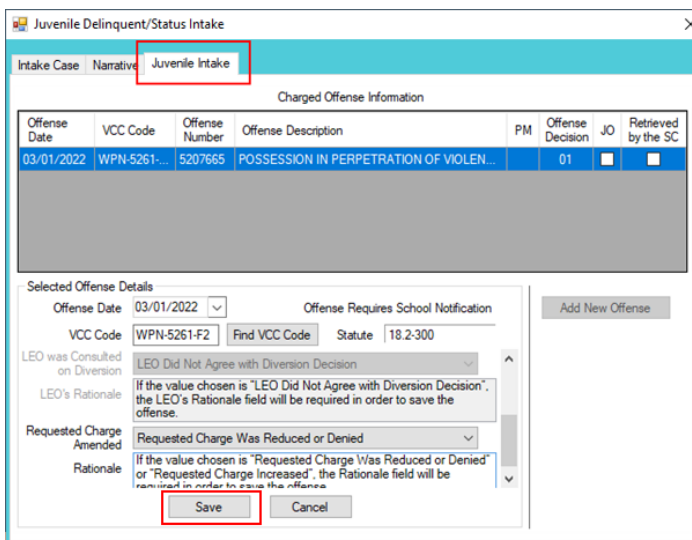 Juvenile Delinquent/Status Intake
Intake Case Narrative Juvenile Intake
Charged Offense Information
Offense Date VCC Code Offense Number Offense Description PM Offense Decision JO Retrieved by the SC
03/01/2022 WPN-5261-... 5207665 POSSESSION IN PERPETRATION OF VIOLEN... 01
Selected Offense Details
Offense Date 03/01/2022 Offense Requires School Notification Add New Offense
VCC Code WPN-5261-F2 Find VCC Code Statute 18.2-300
LEO was Consulted on Diversion LEO Did Not Agree with Diversion Decision
LEO's Rationale
If the value chosen is "LEO Did Not Agree with Diversion Decision",
the LEO's Rationale field will be required in order to save the
offense.
Requested Charge Amended Requested Charge Was Reduced or Denied
Rationale
If the value chosen is "Requested Charge Was Reduced or Denied"
or "Requested Charge Increased", the Rationale field will be
required in order to save the offense
Save Cancel